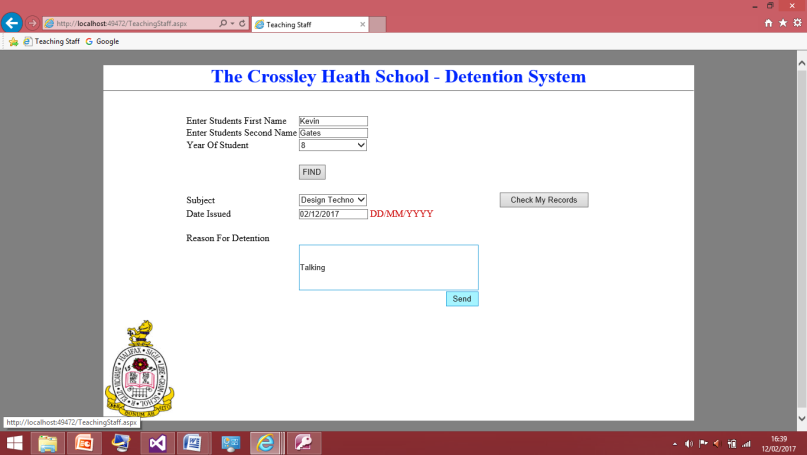 http://localhost:49472/TeachingStaff.aspx
Teaching Staff
Teaching Staff Google
The Crossley Heath School - Detention System
Enter Students First Name Kevin
Enter Students Second Name Gates
Year Of Student 8
FIND
Subject Design Techno Check My Records
Date Issued 02/12/2017 DD/MM/YYYY
Reason For Detention
Talking
Send
http://localhost:49472/TeachingStaff.aspx
16:39
12/02/2017